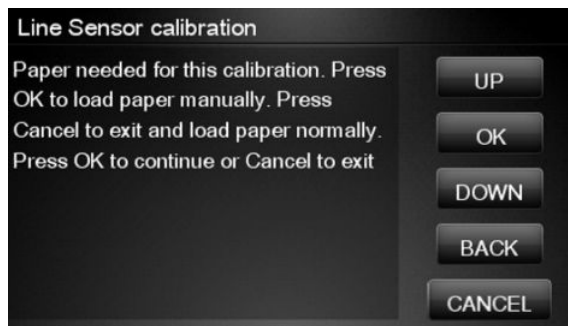 Line Sensor calibration
Paper needed for this calibration. Press
OK to load paper manually. Press
Cancel to exit and load paper normally.
Press OK to continue or Cancel to exit
UP
OK
DOWN
BACK
CANCEL